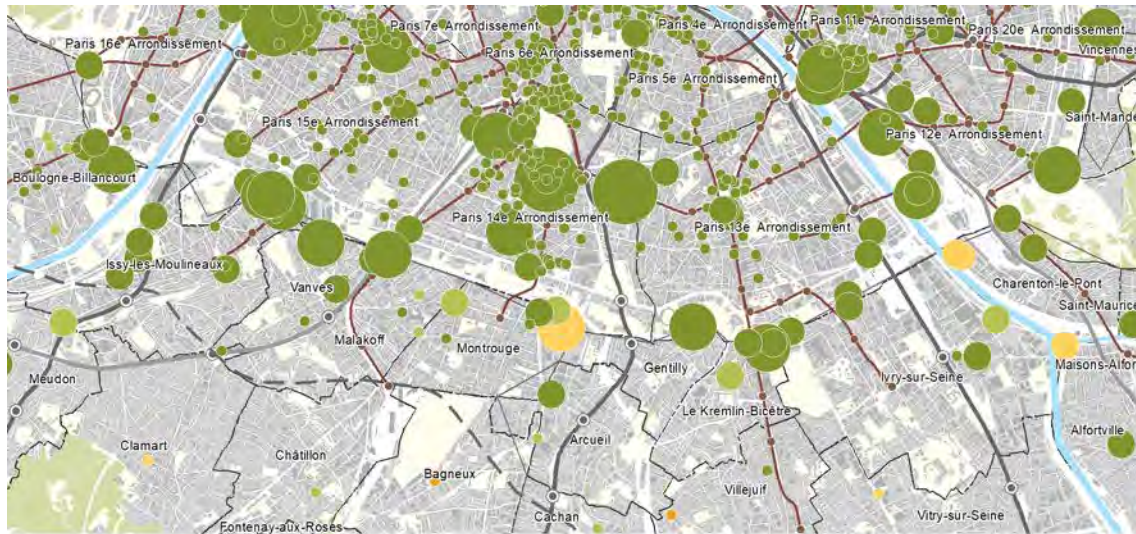 Paris 4e Arrondissement
Paris 11e Arrondissement
Paris 7e Arrondissement
Paris 20e Arrondissement
Paris 16e Arrondissement
Vincennes
Paris 6e Arrondissement
Paris 5e Arrondissement
Saint-Mandé
Paris 15e Arrondissement
Paris 12e Arrondissement
Boulogne-Billancourt
Paris 14e Arrondissement
Paris 13e Arrondissement
Issy-les-Moulineaux
Charenton-le-Pont
Vanves
Saint-Maurice
Malakoff
Montrouge
Gentilly
Maisons-Alfor
Meudon
Ivry-sur-Seine
Le Kremlin-Bicêtre
Alfortville
Arcueil
Clamart
Châtillon
Bagneux
Villejuif
Cachan
Vitry-sur-Seine
Fontenay-aux-Roses